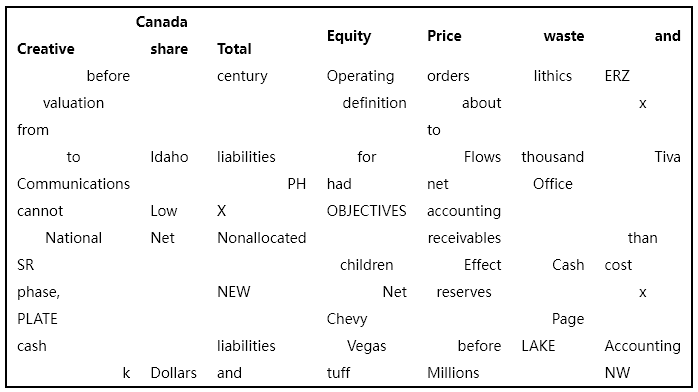 Creative Canada share Total Equity Price waste and
before century Operating orders lithics ERZ
valuation definition about x
from to
to Idaho liabilities for Flows thousand Tiva
Communications PH had net Office
cannot Low X OBJECTIVES accounting
National Net Nonallocated receivables than
SR children Effect Cash cost
phase, NEW Net reserves x
PLATE Chevy Page
cash liabilities Vegas before LAKE Accounting
k Dollars and tuff Millions NW